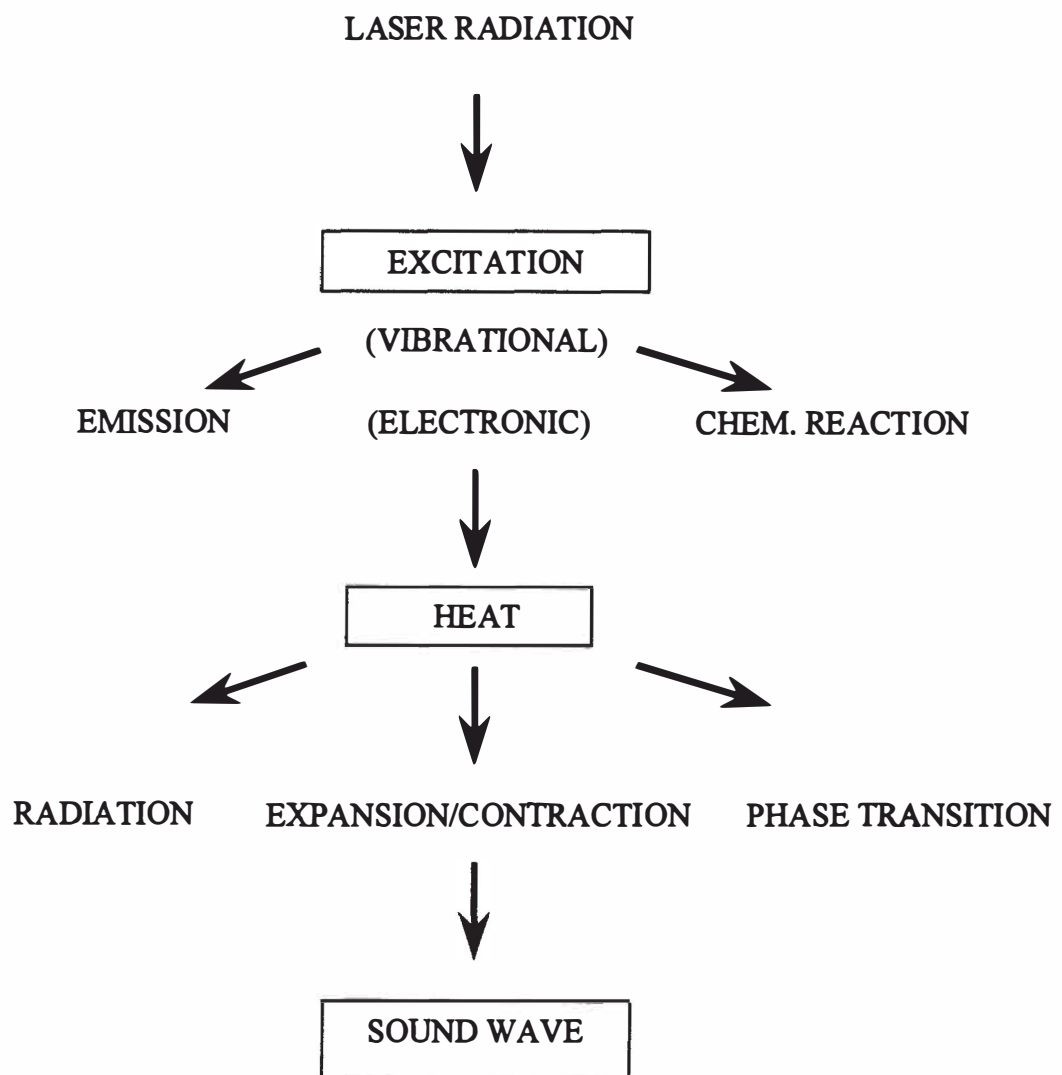 LASER RADIATION
EXCITATION
(VIBRATIONAL)
EMISSION (ELECTRONIC) CHEM. REACTION
HEAT
RADIATION EXPANSION/CONTRACTION PHASE TRANSITION
SOUND WAVE